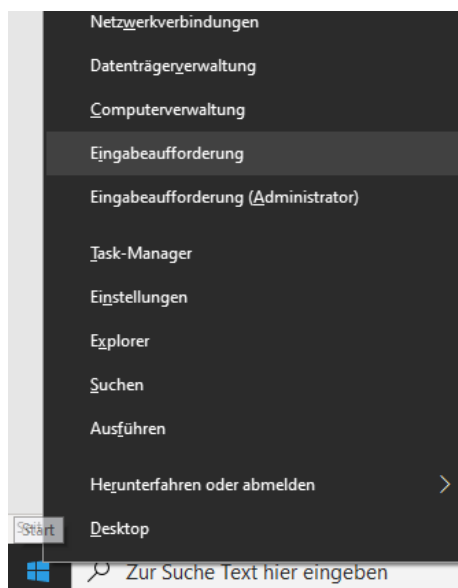 Netzwerkverbindungen
Datenträgerverwaltung
Computerverwaltung
Eingabeaufforderung
Eingabeaufforderung (Administrator)
Task-Manager
Einstellungen
Explorer
Suchen
Ausführen
Herunterfahren oder abmelden
Desktop
Start
Zur Suche Text hier eingeben